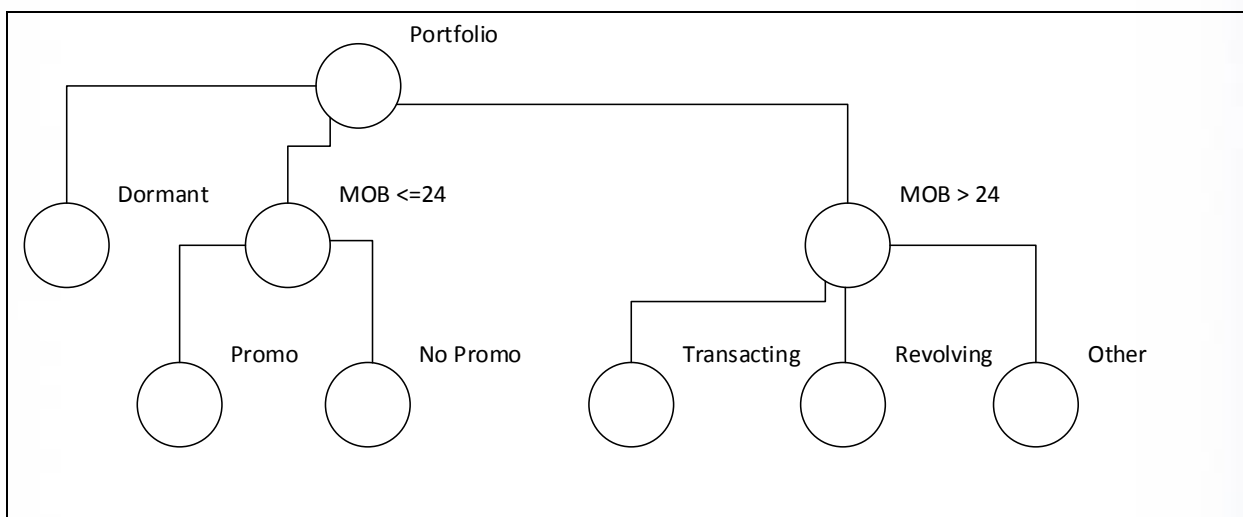 Portfolio
Dormant
MOB <=24
MOB > 24
Promo
No Promo
Transacting
Revolving
Other